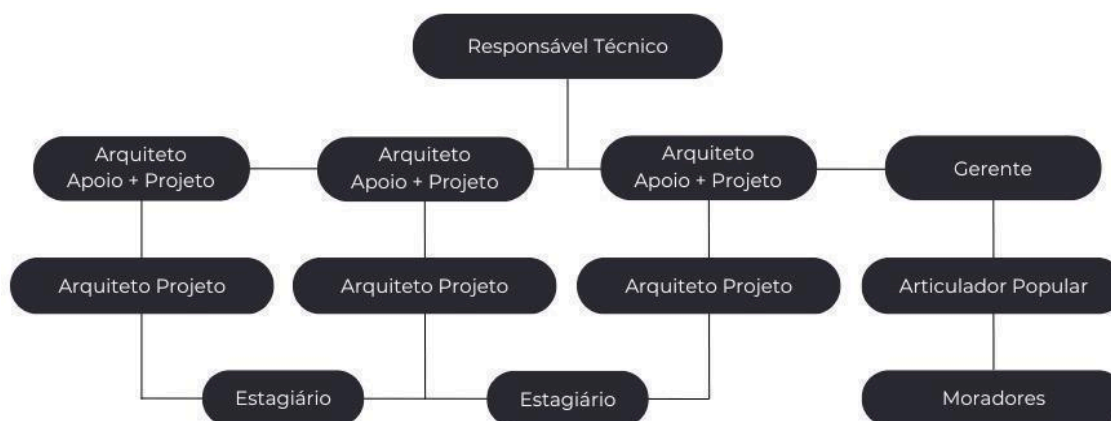 Responsável Técnico
Arquiteto
Apoio + Projeto
Arquiteto
Apoio + Projeto
Arquiteto
Apoio + Projeto
Gerente
Arquiteto Projeto
Arquiteto Projeto
Arquiteto Projeto
Articulador Popular
Estagiário
Estagiário
Moradores